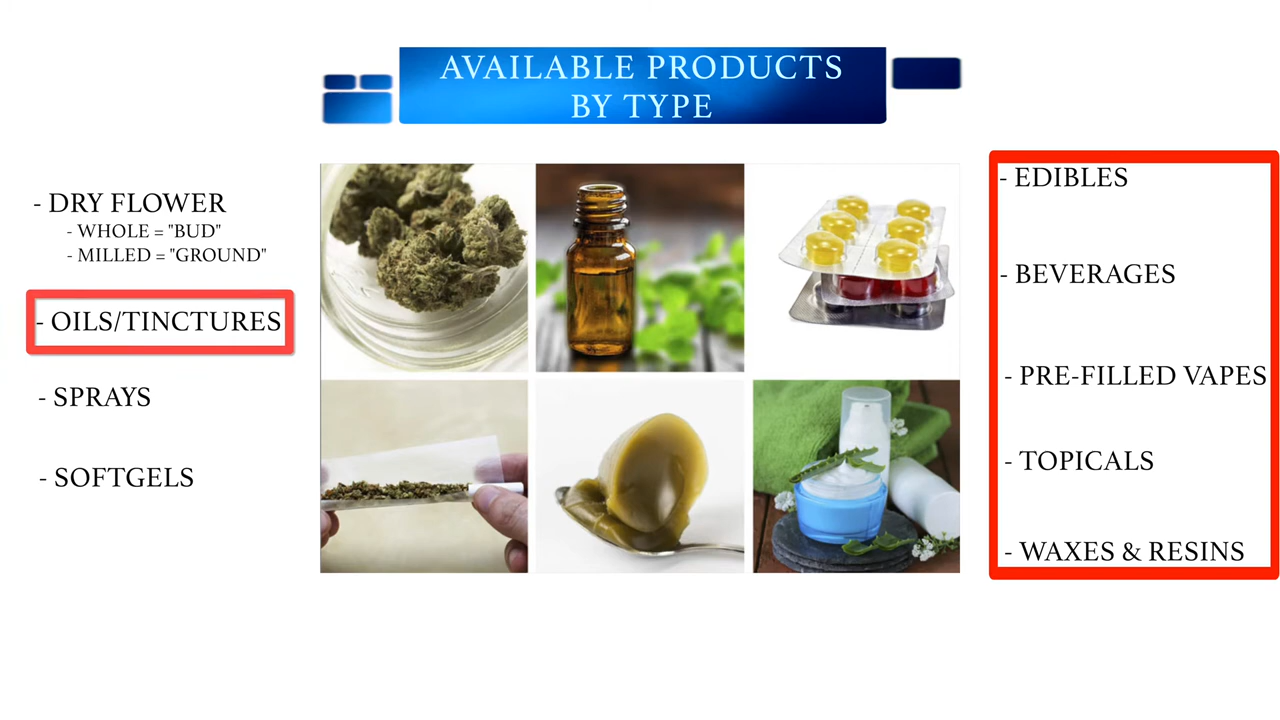 AVAILABLE PRODUCTS
BY TYPE
- DRY FLOWER
- WHOLE = "BUD"
- MILLED = "GROUND"
- OILS/TINCTURES
- SPRAYS
- SOFTGELS
- EDIBLES
- BEVERAGES
- PRE-FILLED VAPES
- TOPICALS
- WAXES & RESINS